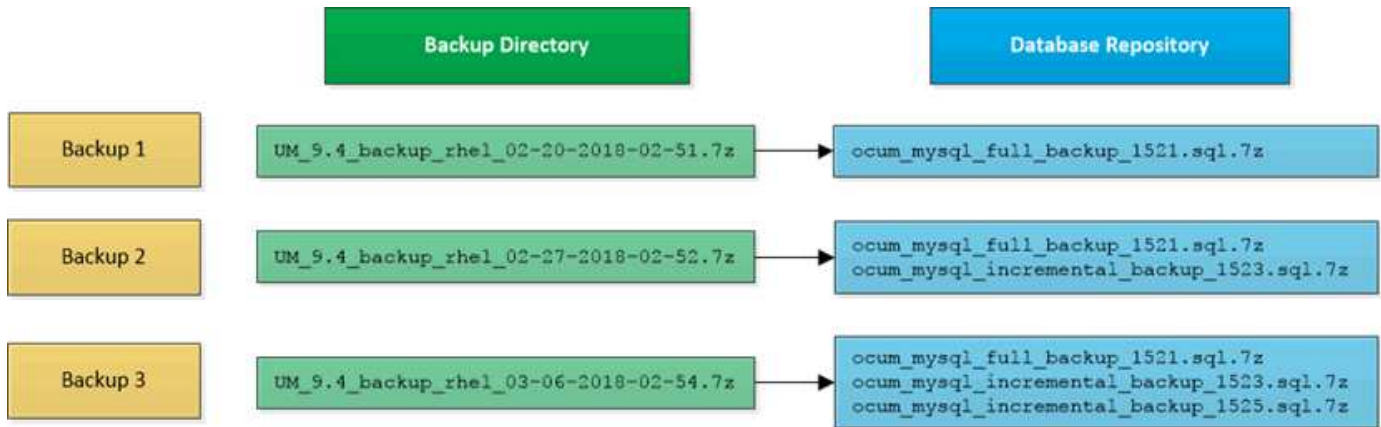 Backup Directory
Database Repository
Backup 1
UM_9.4_backup_rhel_02-20-2018-02-51.7z
ocum_mysql_full_backup_1521.sql.7z
Backup 2
UM_9.4_backup_rhel_02-27-2018-02-52.7z
ocum_mysql_full_backup_1521.sql.7z
ocum_mysql_incremental_backup_1523.sql.7z
Backup 3
UM_9.4_backup_rhel_03-06-2018-02-54.7z
ocum_mysql_full_backup_1521.sql.7z
ocum_mysql_incremental_backup_1523.sql.7z
ocum_mysql_incremental_backup_1525.sql.7z